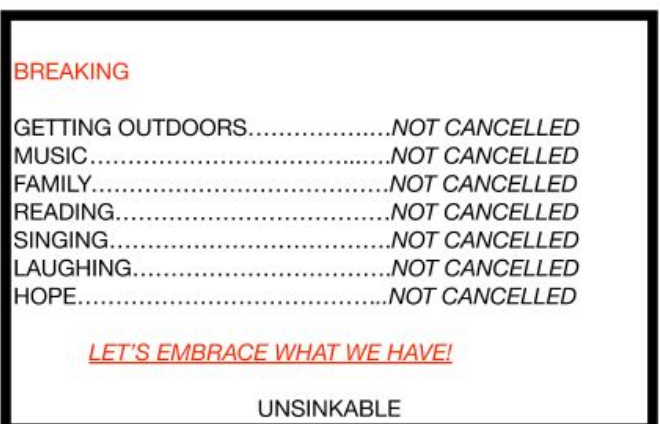 BREAKING
GETTING OUTDOORS...................NOT CANCELLED
MUSIC.......................................NOT CANCELLED
FAMILY.......................................NOT CANCELLED
READING....................................NOT CANCELLED
SINGING.....................................NOT CANCELLED
LAUGHING..................................NOT CANCELLED
HOPE.........................................NOT CANCELLED
LET'S EMBRACE WHAT WE HAVE!
UNSINKABLE